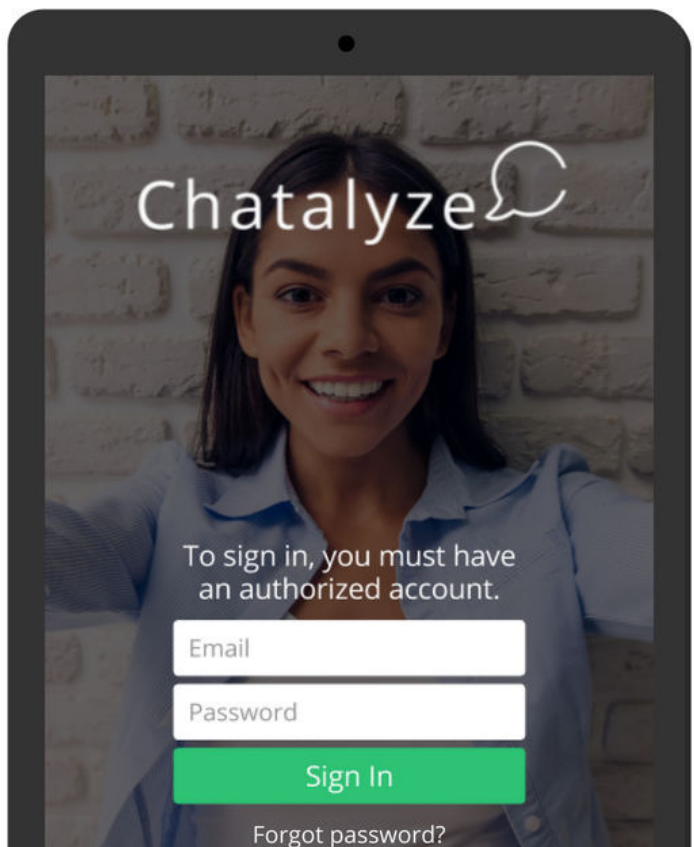 Chatalyze
To sign in, you must have
an authorized account.
Email
Password
Sign In
Forgot password?